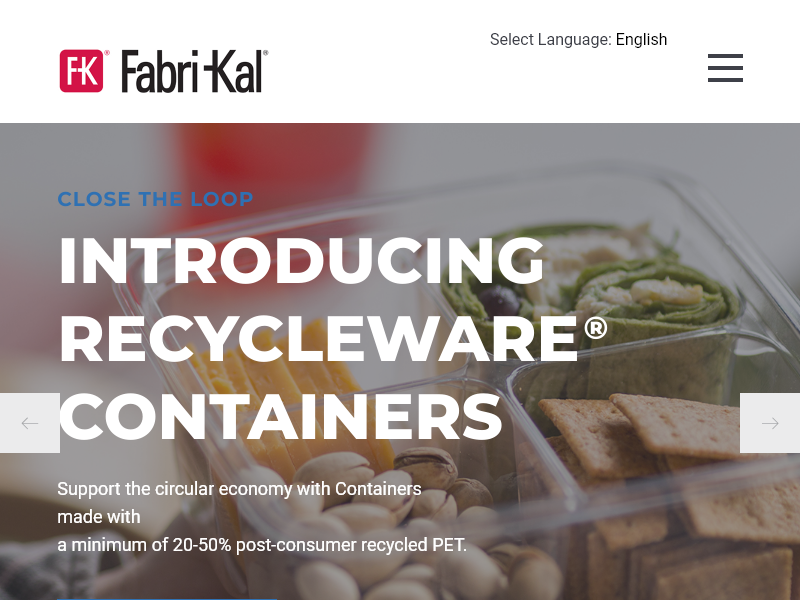 Select Language: English
FK® Fabri-Kal®
CLOSE THE LOOP
INTRODUCING
RECYCLEWARE®
CONTAINERS
Support the circular economy with Containers
made with
a minimum of 20-50% post-consumer recycled PET.